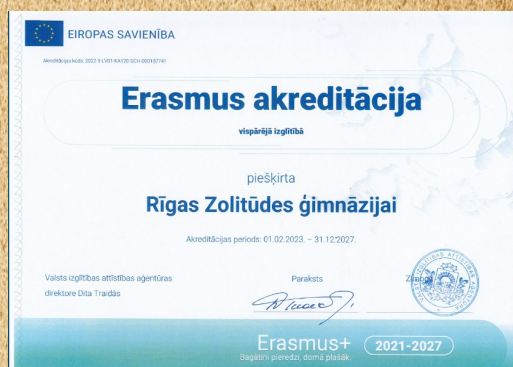 EIROPAS SAVIENĪBA
Erasmus akreditācija
vispārējā izglītībā
piešķirta
Rīgas Zolitūdes ģimnāzijai
Akreditācijas periods: 01.02.2023. – 31.12.2027.
Valsts izglītības attīstības aģentūras
direktore Dita Traidās
Paraksts
Erasmus+ 2021-2027
Bagātini pieredzi, domā plašāk.